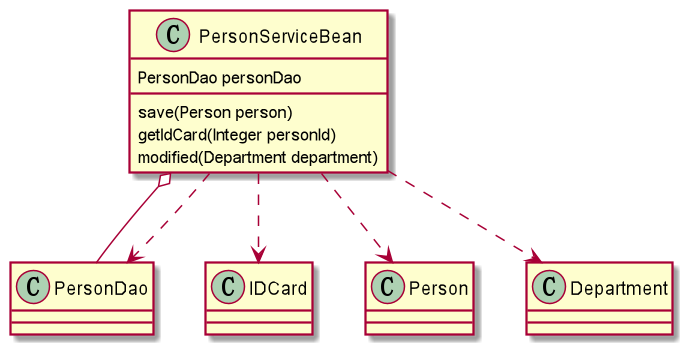 C PersonServiceBean
PersonDao personDao
save(Person person)
getIdCard(Integer personId)
modified(Department department)
C PersonDao
C IDCard
C Person
C Department